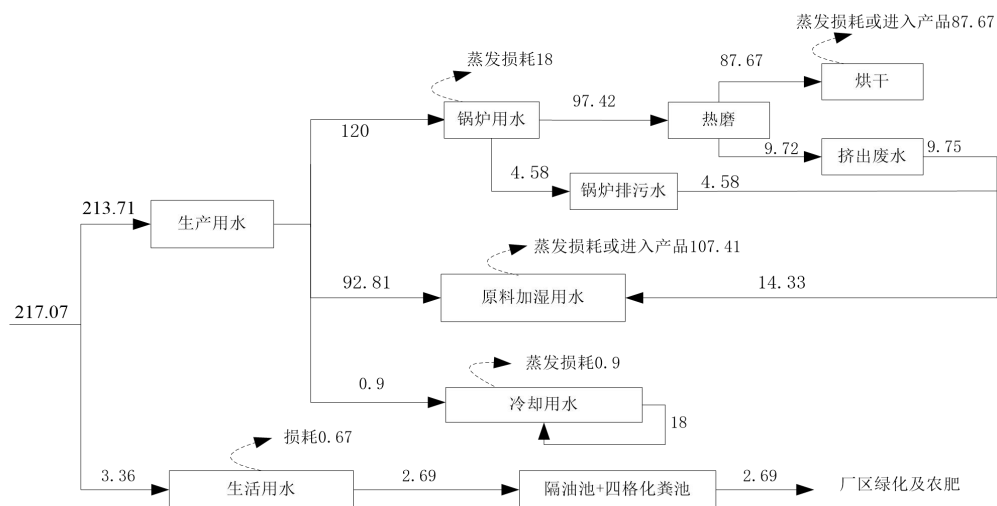 蒸发损耗或进入产品87.67
蒸发损耗18
87.67
烘干
97.42
锅炉用水
热磨
120
9.72
挤出废水
9.75
4.58
锅炉排污水
4.58
213.71
生产用水
蒸发损耗或进入产品107.41
92.81
原料加湿用水
14.33
217.07
蒸发损耗0.9
0.9
冷却用水
18
损耗0.67
3.36
生活用水
2.69
隔油池+四格化粪池
2.69
厂区绿化及农肥